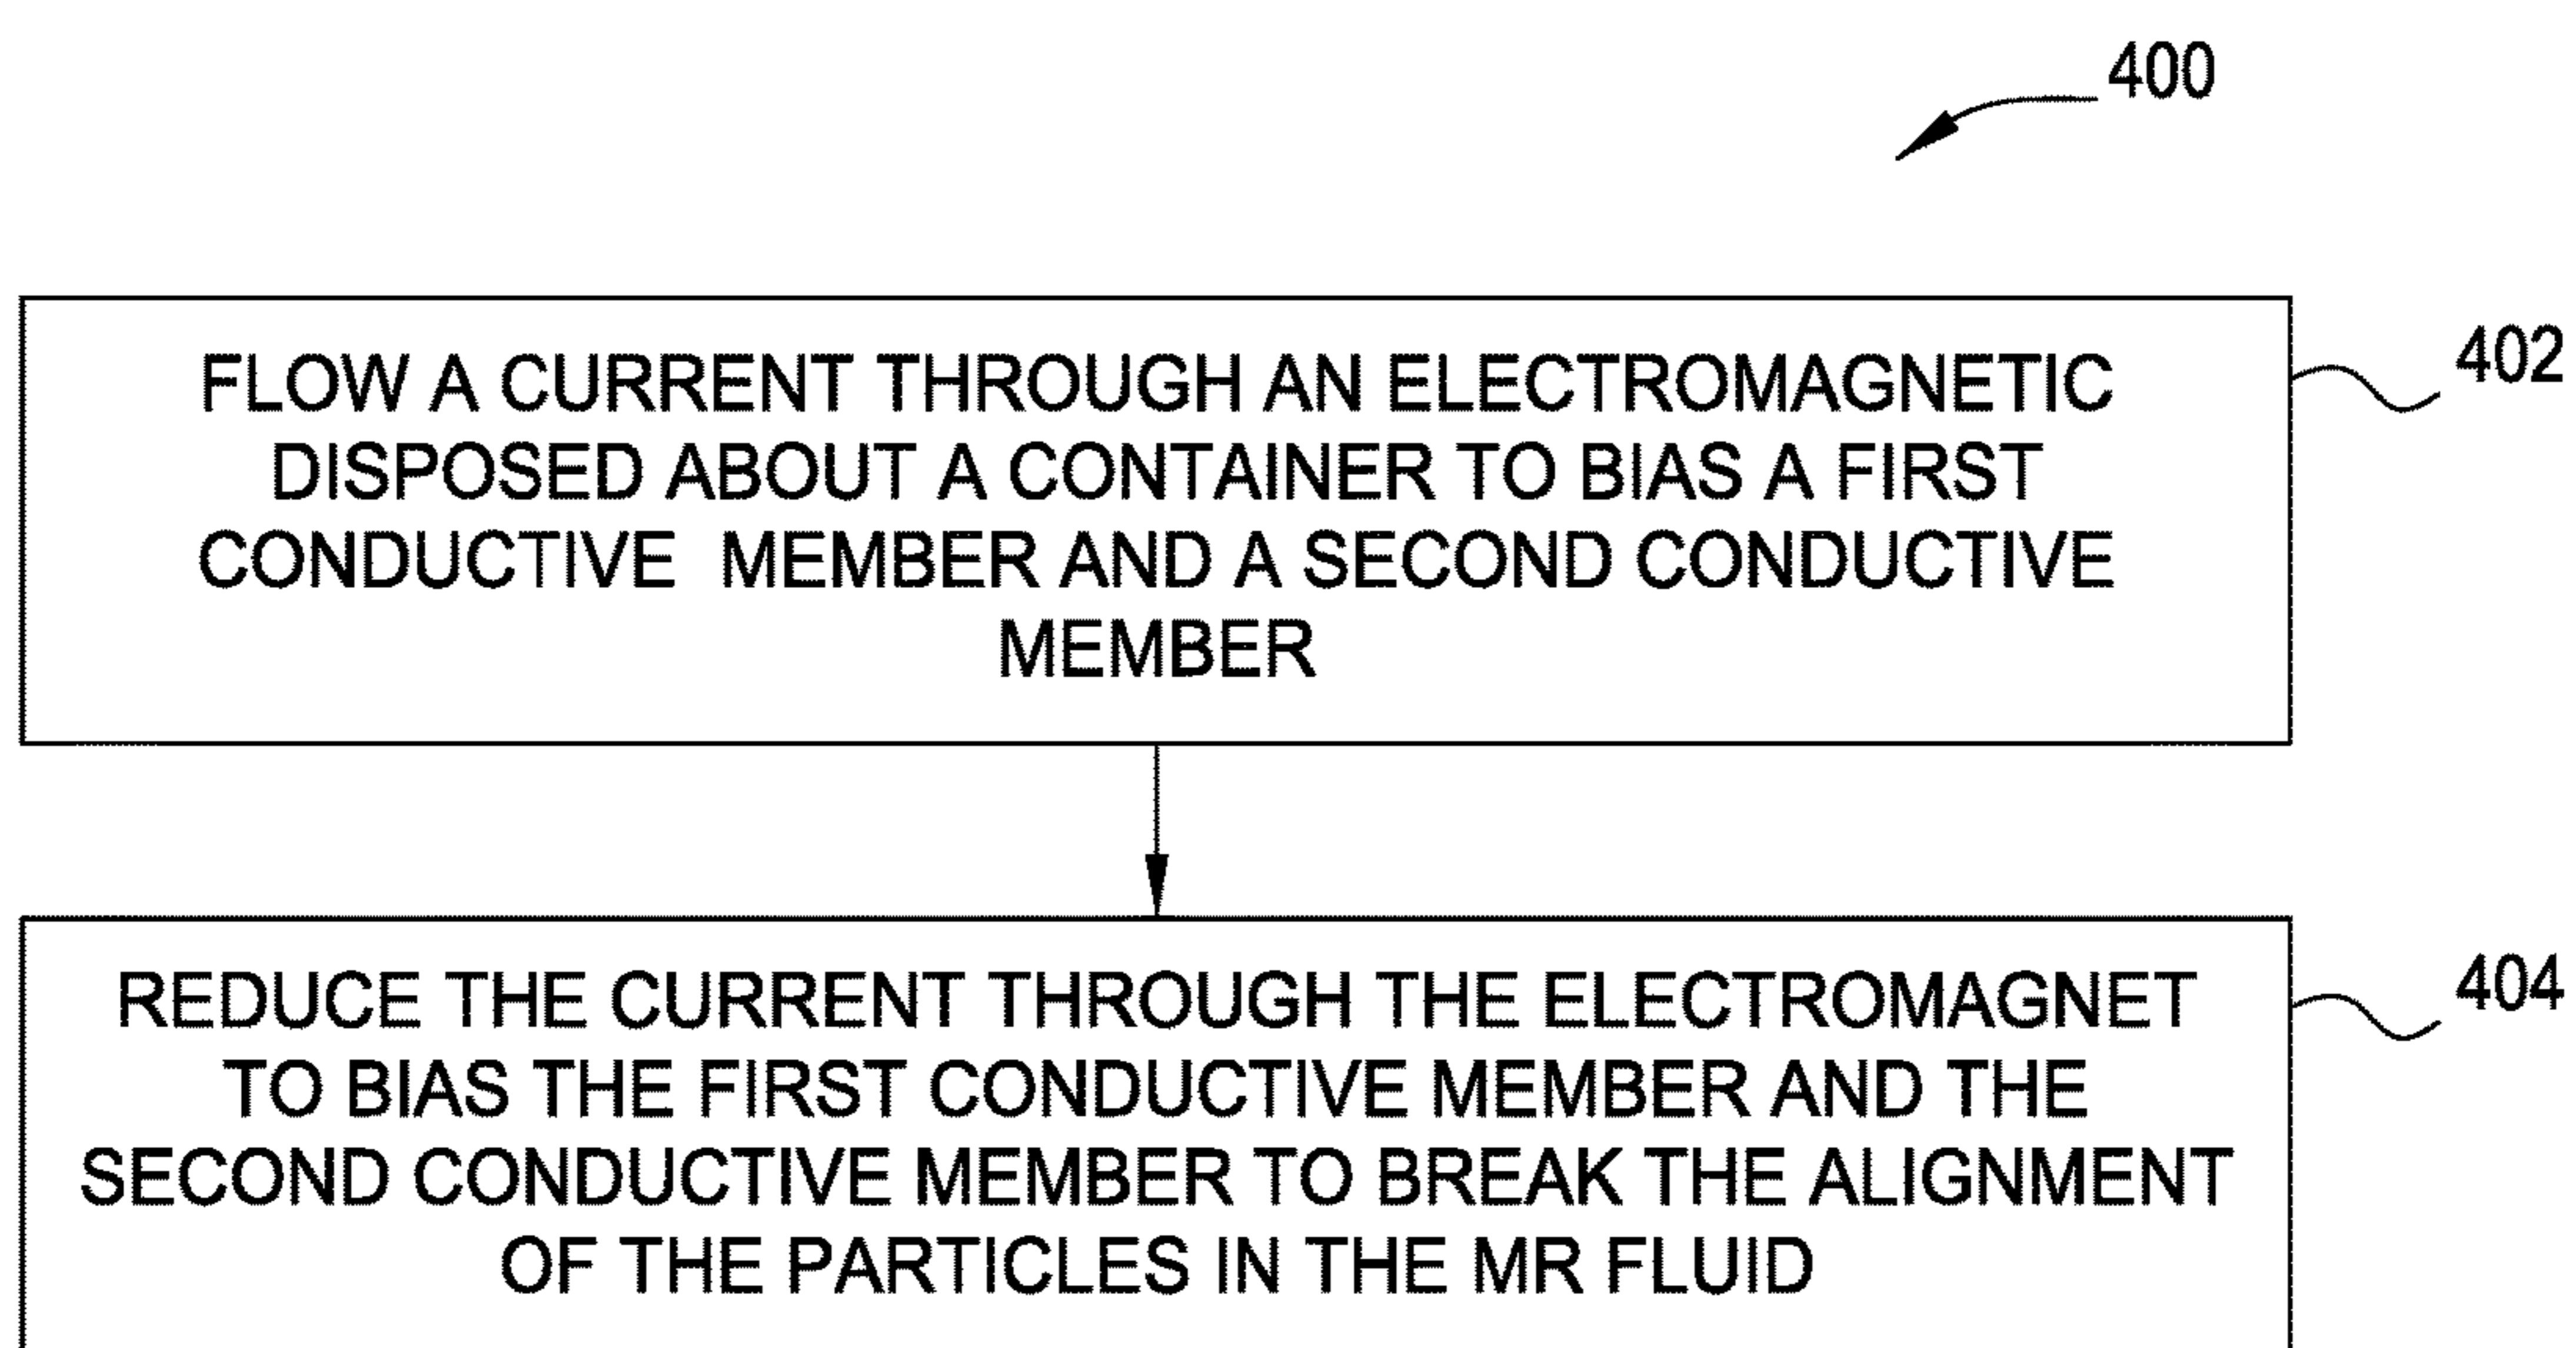 400
FLOW A CURRENT THROUGH AN ELECTROMAGNETIC
DISPOSED ABOUT A CONTAINER TO BIAS A FIRST
CONDUCTIVE MEMBER AND A SECOND CONDUCTIVE
MEMBER
402
REDUCE THE CURRENT THROUGH THE ELECTROMAGNET
TO BIAS THE FIRST CONDUCTIVE MEMBER AND THE
SECOND CONDUCTIVE MEMBER TO BREAK THE ALIGNMENT
OF THE PARTICLES IN THE MR FLUID
404